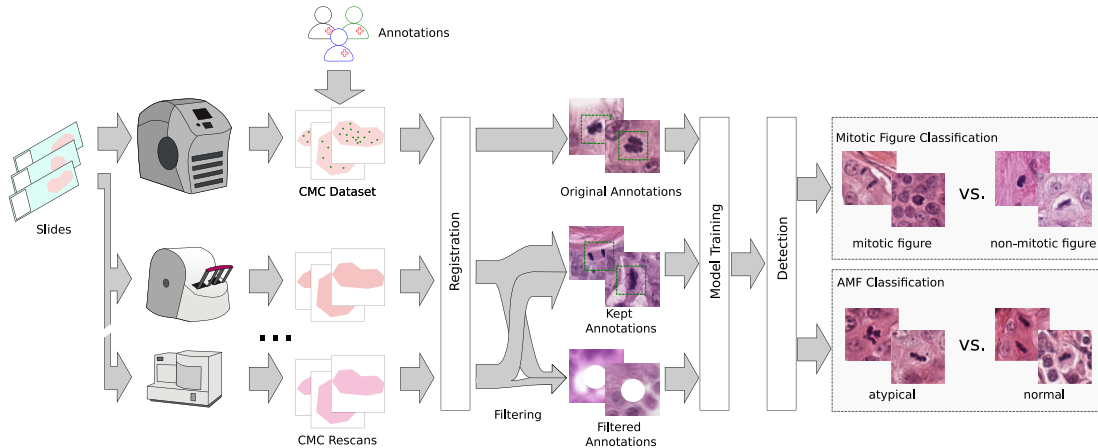 Annotations
Slides
CMC Dataset
Registration
Original Annotations
Model Training
Detection
Mitotic Figure Classification
vs.
mitotic figure
non-mitotic figure
Kept
Annotations
AMF Classification
vs.
atypical
normal
CMC Rescans
Filtering
Filtered
Annotations